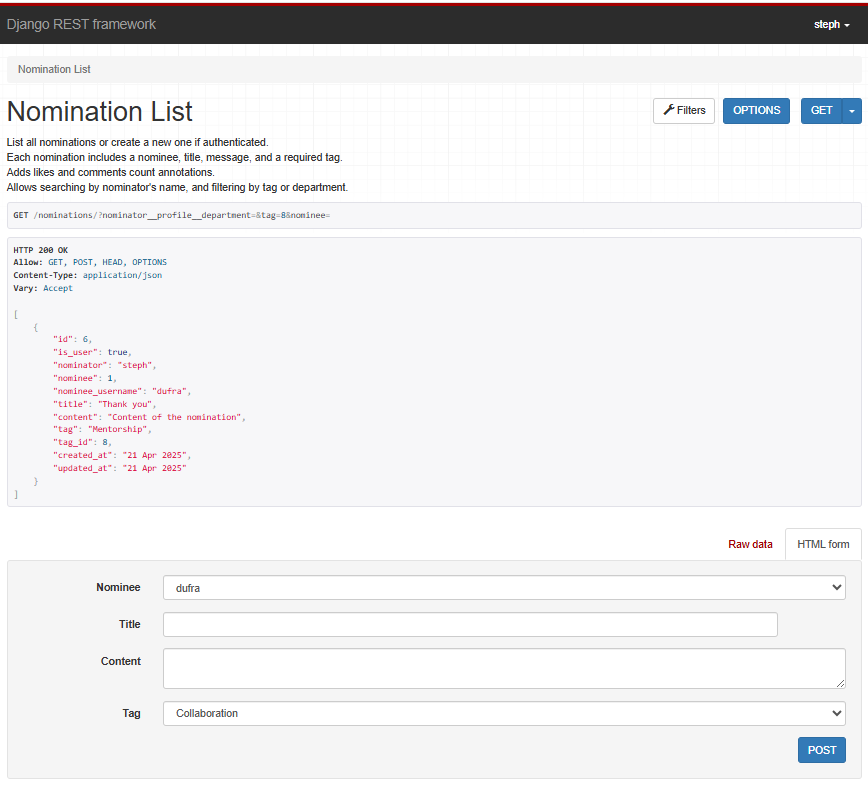 Django REST framework
steph
Nomination List
Nomination List
Filters
OPTIONS
GET
List all nominations or create a new one if authenticated.
Each nomination includes a nominee, title, message, and a required tag.
Adds likes and comments count annotations.
Allows searching by nominator's name, and filtering by tag or department.
GET /nominations/?nominator__profile__department=&tag=8&nominee=
HTTP 200 OK
Allow: GET, POST, HEAD, OPTIONS
Content-Type: application/json
Vary: Accept
[
    {
        "id": 6,
        "is_user": true,
        "nominator": "steph",
        "nominee": 1,
        "nominee_username": "dufra",
        "title": "Thank you",
        "content": "Content of the nomination",
        "tag": "Mentorship",
        "tag_id": 8,
        "created_at": "21 Apr 2025",
        "updated_at": "21 Apr 2025"
    }
]
Raw data
HTML form
Nominee
dufra
Title
Content
Tag
Collaboration
POST